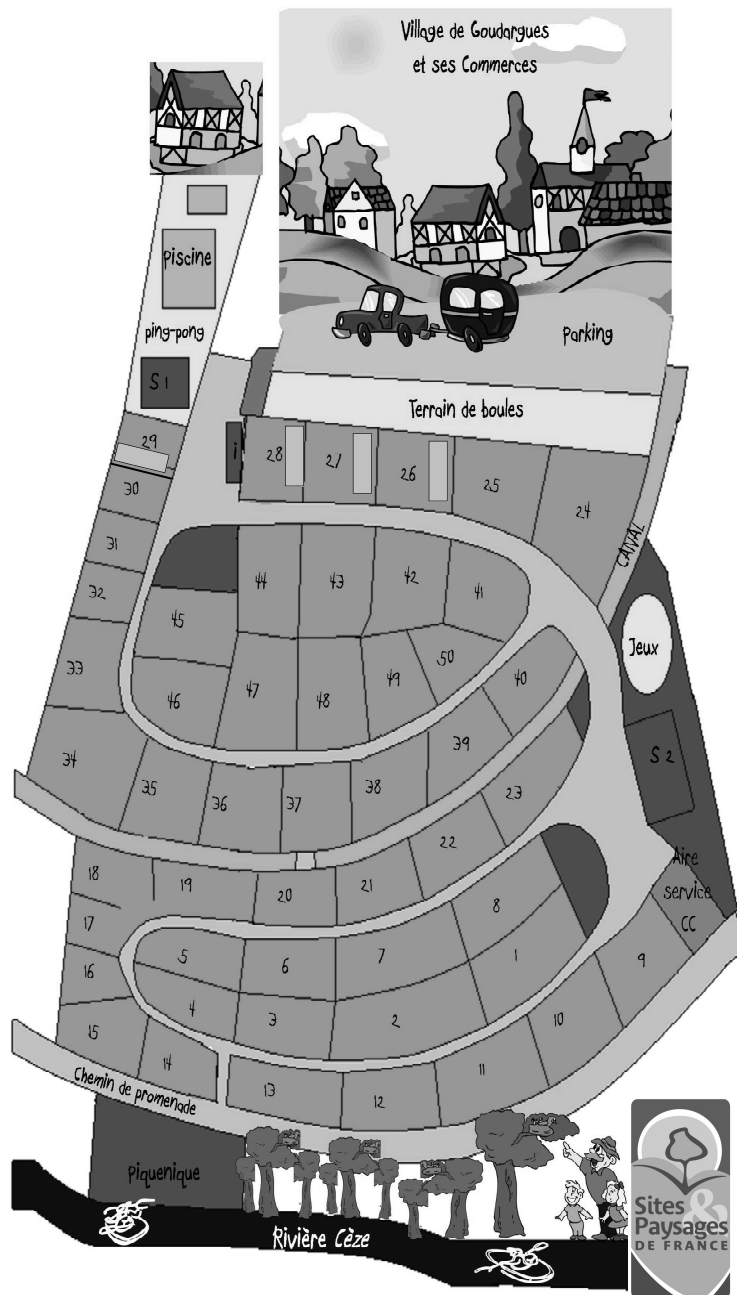 Village de Goudargues
et ses Commerces
piscine
ping-pong
Parking
S 1
Terrain de boules
29
i
28
27
26
25
24
30
CANAL
31
44
43
42
41
32
45
Jeux
33
46
47
48
49
50
40
34
35
36
37
38
39
S 2
23
22
18
19
20
21
Aire
service
CC
17
8
5
6
7
1
9
16
4
3
2
10
15
14
13
12
11
Chemin de promenade
piquenique
Rivière Cèze
Sites &
Paysages
DE FRANCE